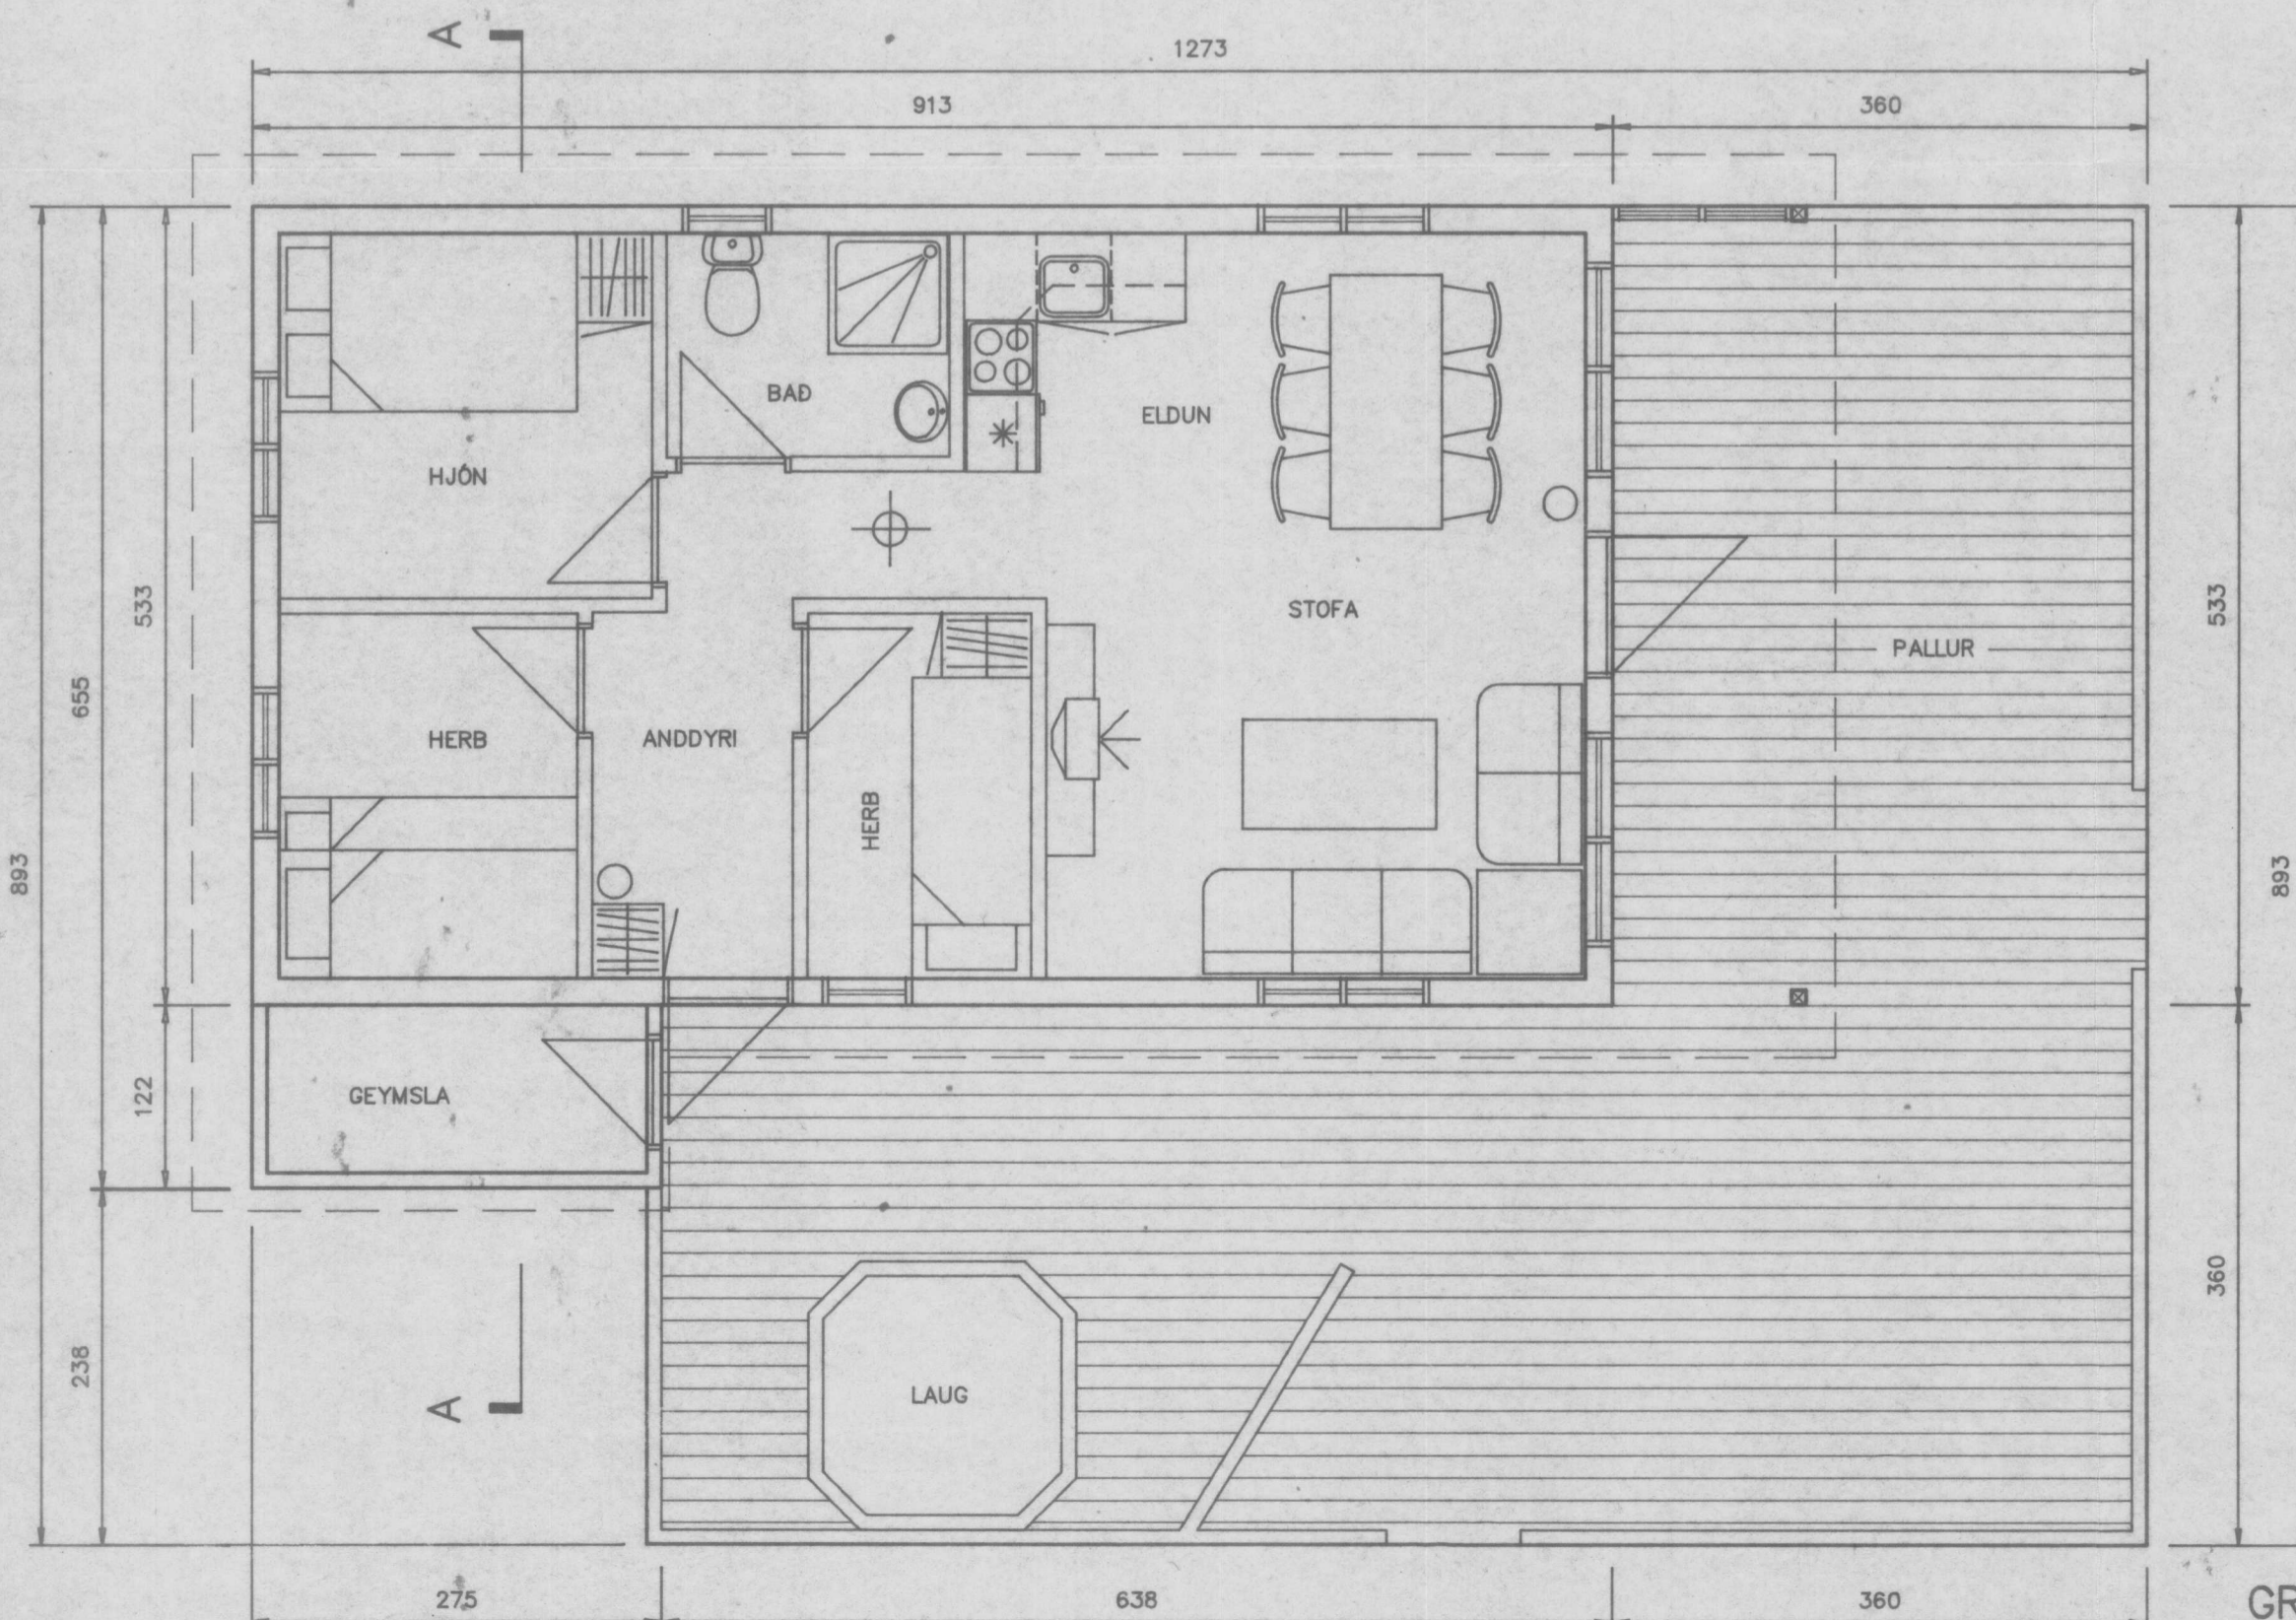 A
1273
913
360
BAÐ
ELDUN
HJÓN
533
533
STOFA
PALLUR
655
HERB
ANDDYRI
HERB
893
893
122
GEYMSLA
360
238
A
LAUG
275
638
360
GR